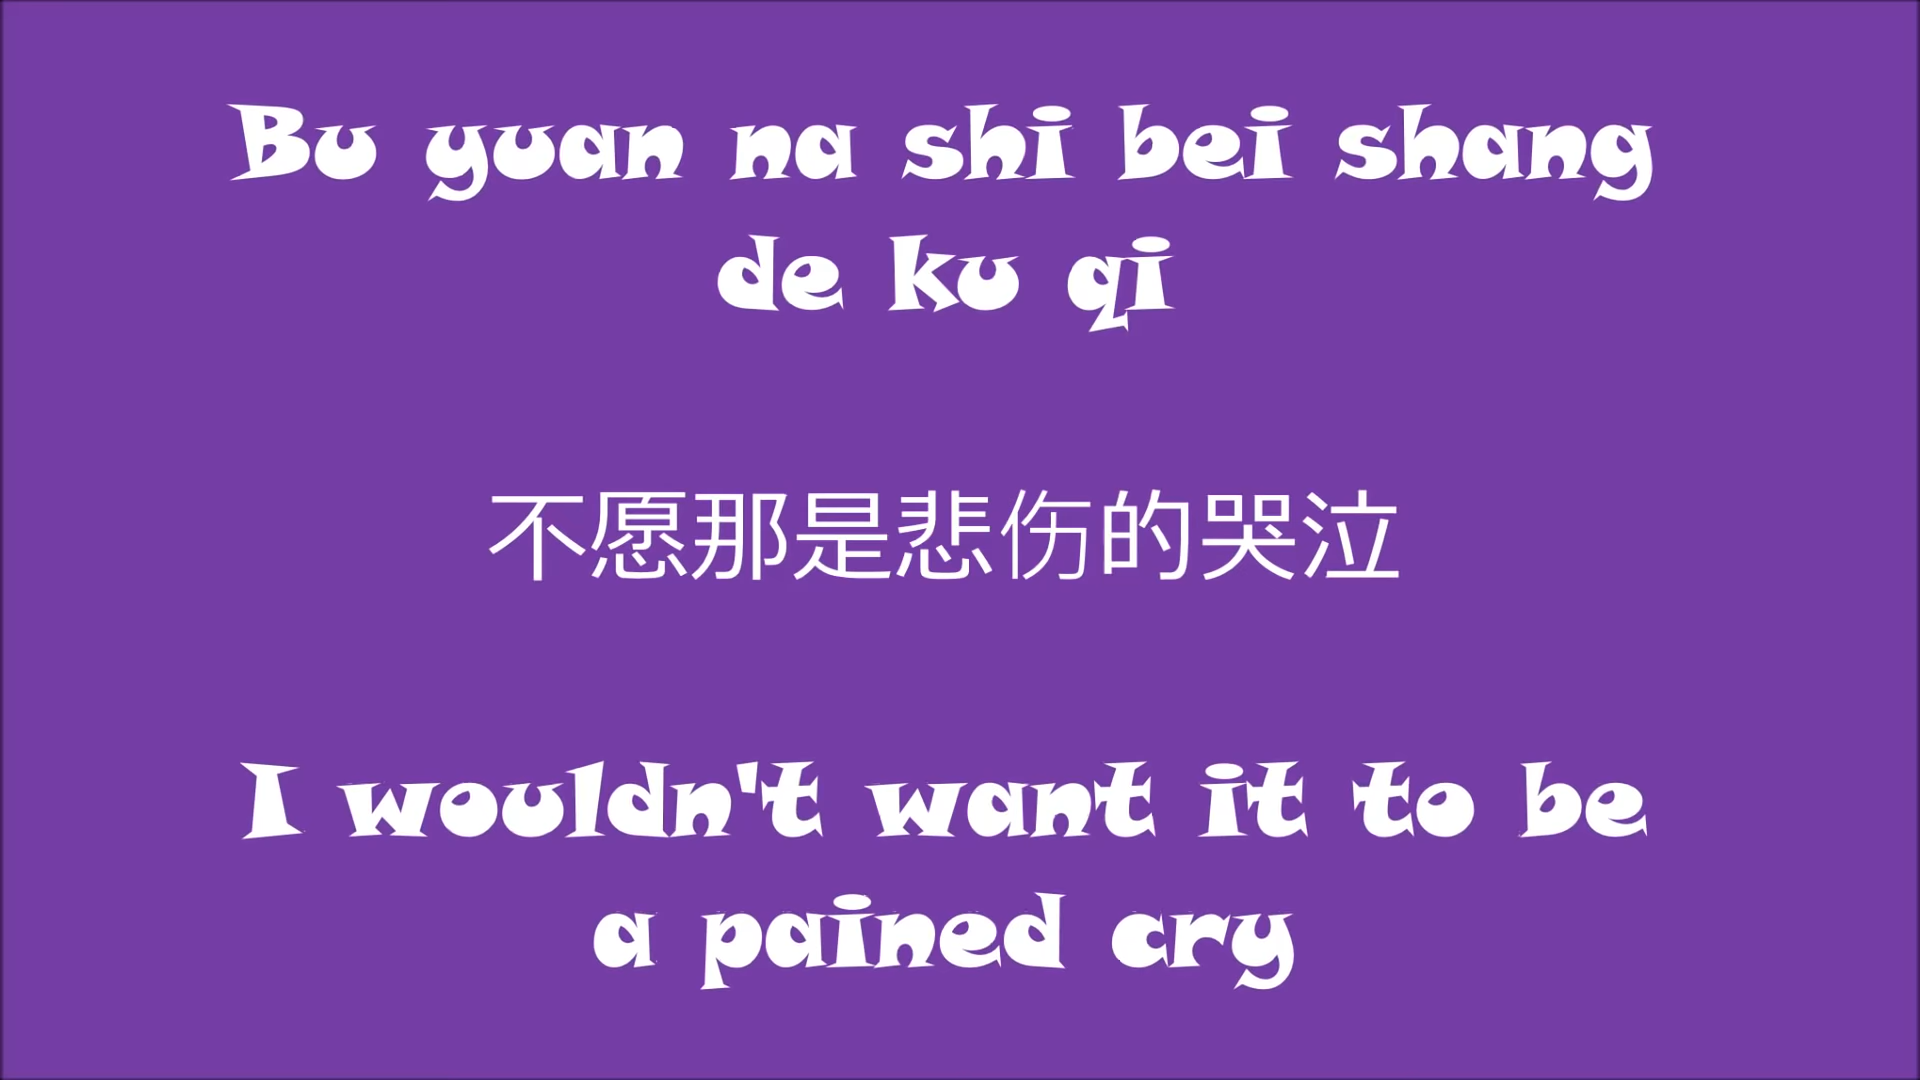 Bu yuan na shi bei shang
de ku qi
不愿那是悲伤的哭泣
I wouldn't want it to be
a pained cry